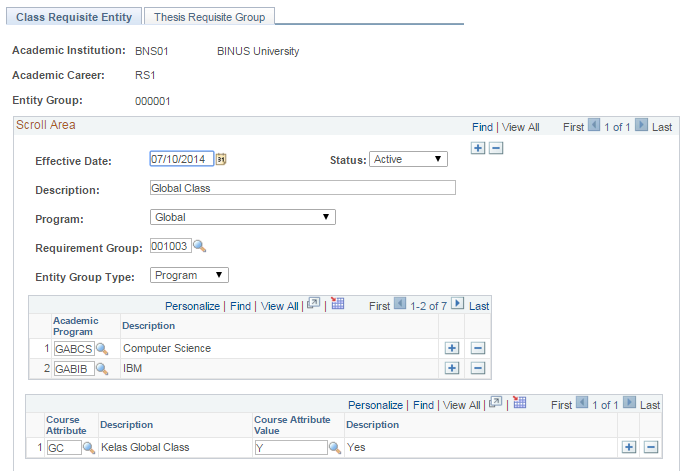 Class Requisite Entity Thesis Requisite Group
Academic Institution: BNS01 BINUS University
Academic Career: RS1
Entity Group: 000001
Scroll Area Find | View All First 1 of 1 Last
Effective Date: 07/10/2014 31 Status: Active
Description: Global Class
Program: Global
Requirement Group: 001003
Entity Group Type: Program
Personalize | Find | View All | | First 1-2 of 7 Last
Academic Program Description
1 GABCS Computer Science
2 GABIB IBM
Personalize | Find | View All | | First 1 of 1 Last
Course Attribute Description Course Attribute Value Description
1 GC Kelas Global Class Y Yes